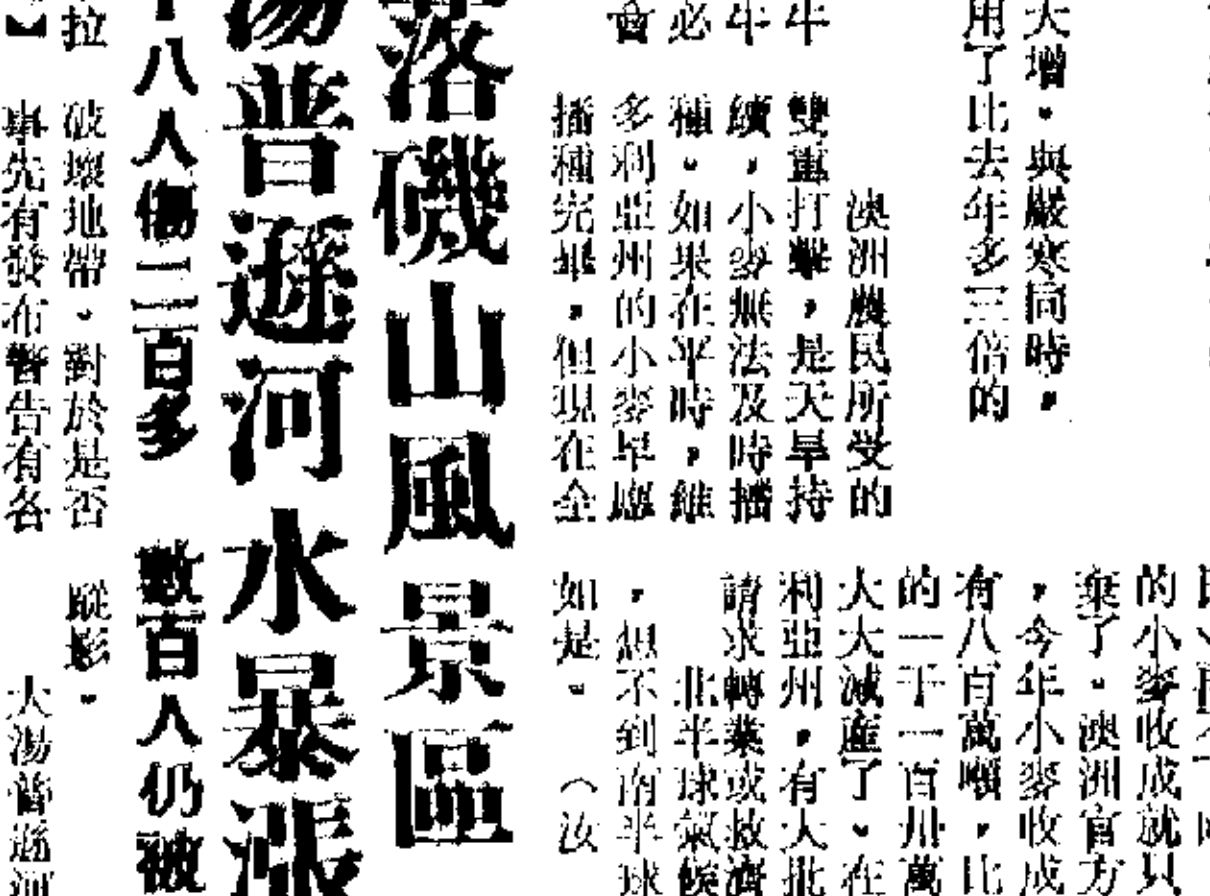 大增。與嚴寒同時，
用了比去年多三倍的
澳洲農民所受的
牛 雙重打擊，是天旱持
牛 續，小麥無法及時播
必 種。如果在平時，維
多利亞州的小麥早應
播種完畢，但現在全
的小麥收成就只
棄了。澳洲官方
，今年小麥收成
有八百萬噸，比
的一千一百卅萬
大大減產了。在
利亞州，有大批
請求轉業或救濟
北半球氣候
，想不到南半球
如是。（汝
落磯山風景區
湯普遜河水暴漲
十八人傷二百多 數百人仍被
拉 破壞地帶。對於是否
】 事先有發布警告有各
蹤影。
大湯普遜河